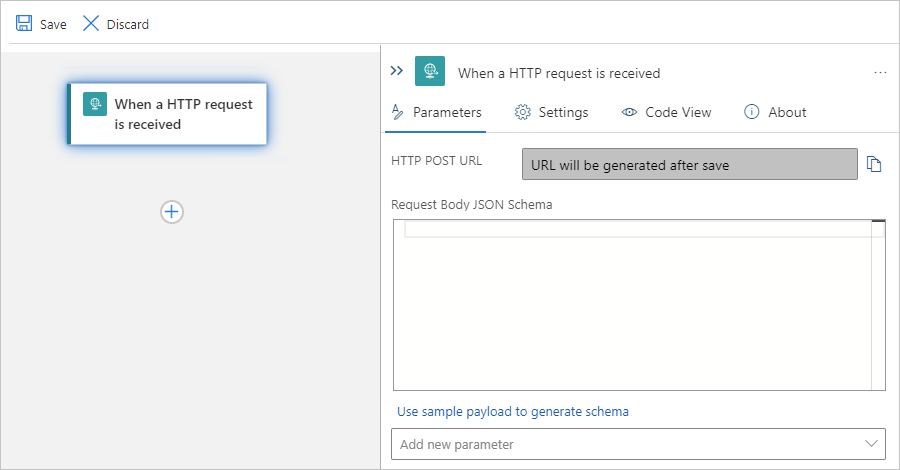 Save
Discard
When a HTTP request
is received
When a HTTP request is received
...
Parameters
Settings
Code View
About
HTTP POST URL
URL will be generated after save
Request Body JSON Schema
Use sample payload to generate schema
Add new parameter